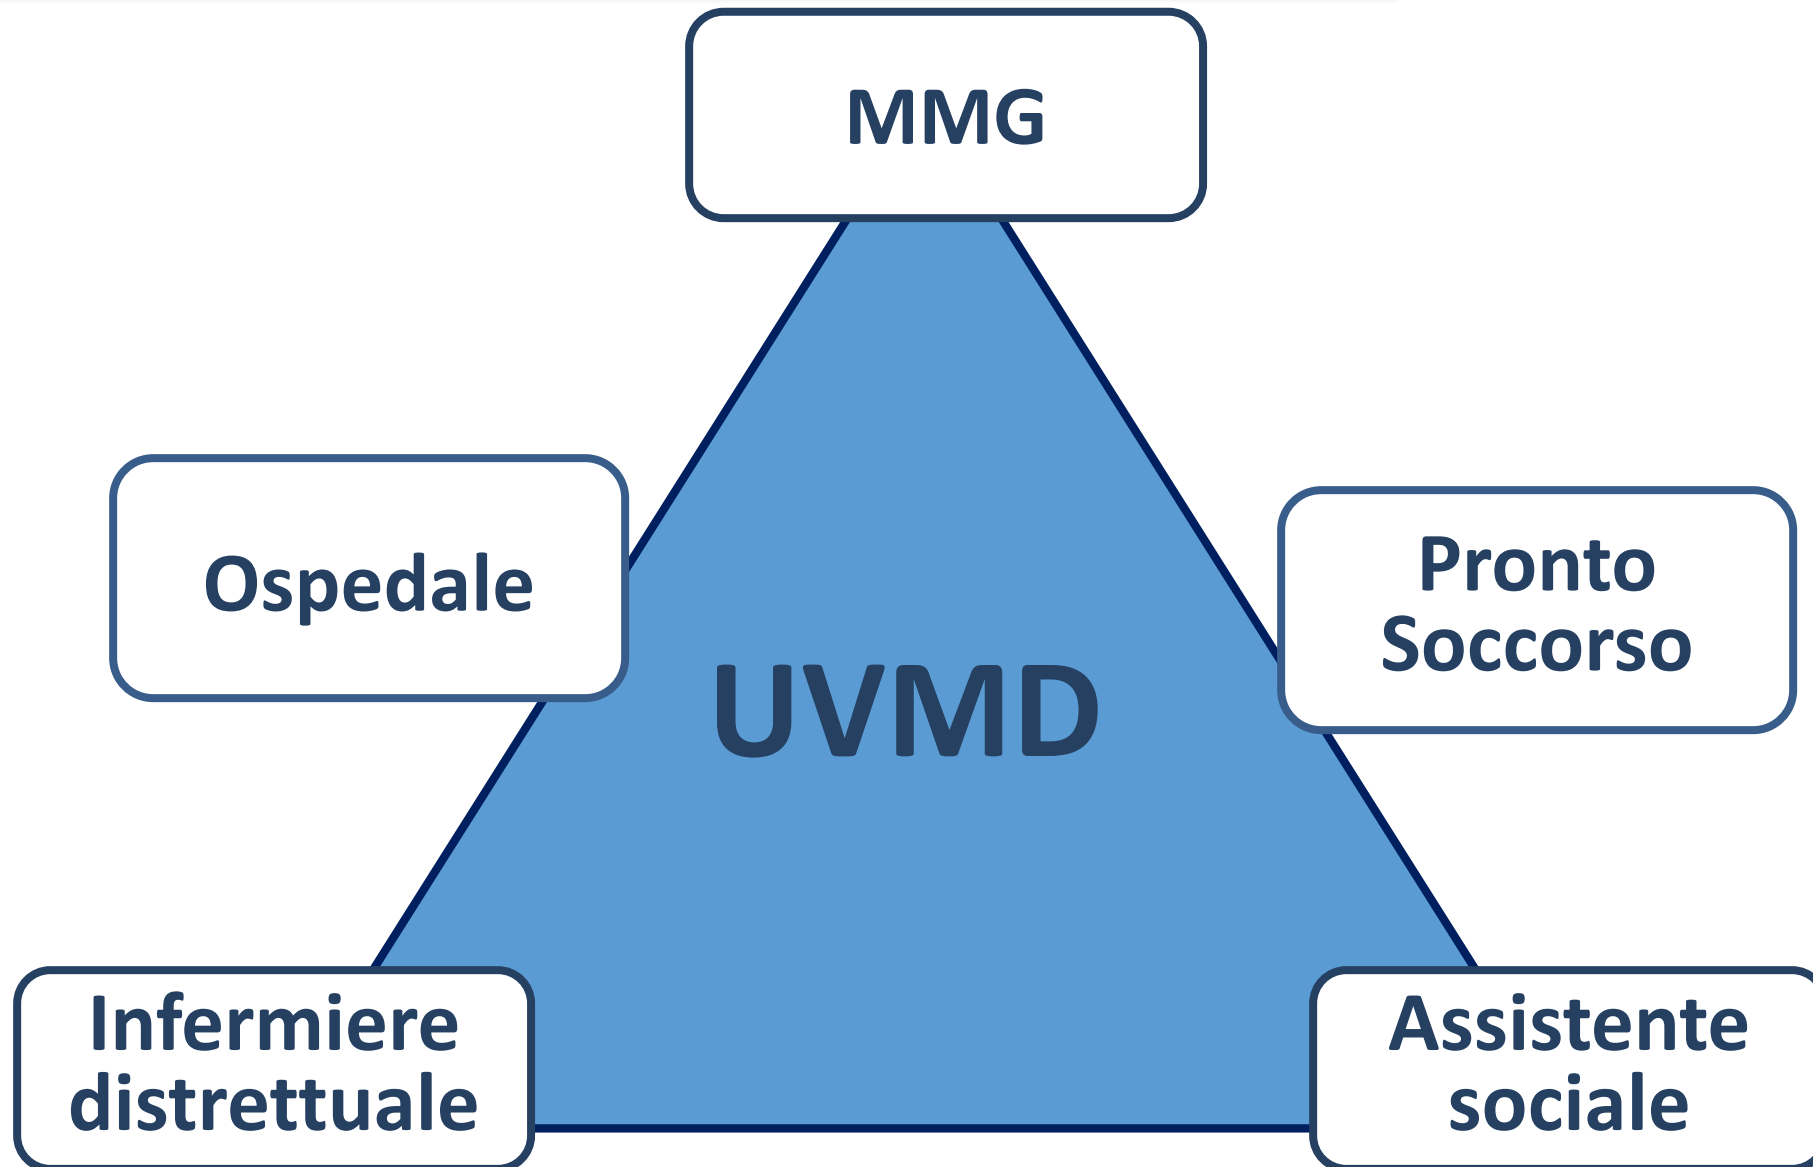 MMG
Ospedale
Pronto
Soccorso
UVMD
Infermiere
distrettuale
Assistente
sociale